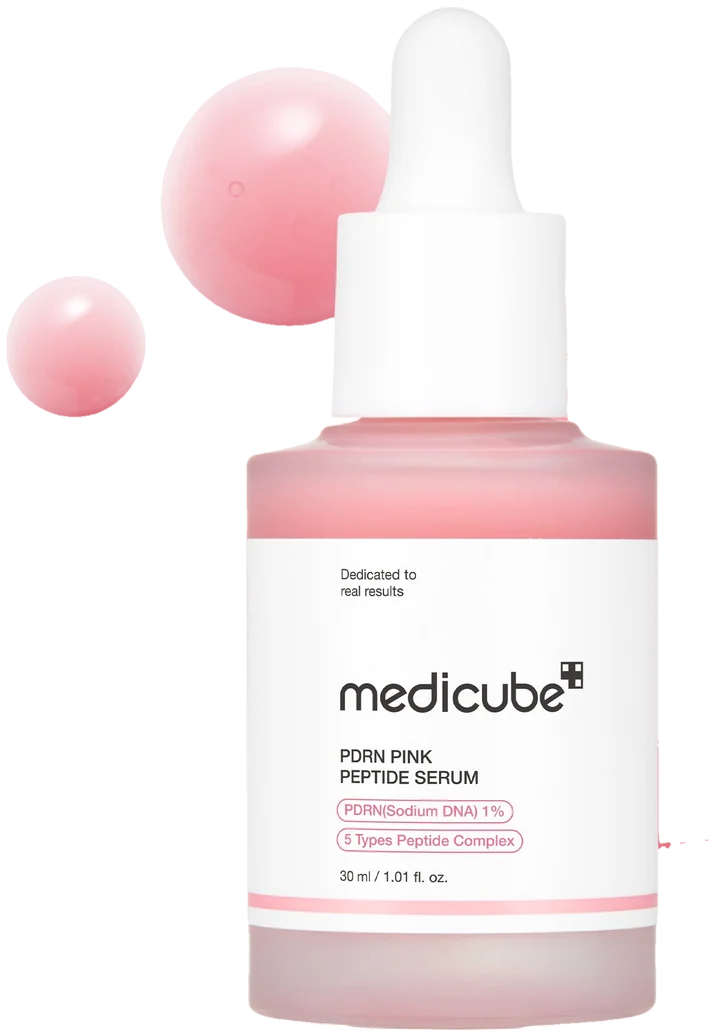 Dedicated to
real results
medicube
PDRN PINK
PEPTIDE SERUM
PDRN(Sodium DNA) 1%
5 Types Peptide Complex
30 ml / 1.01 fl. oz.